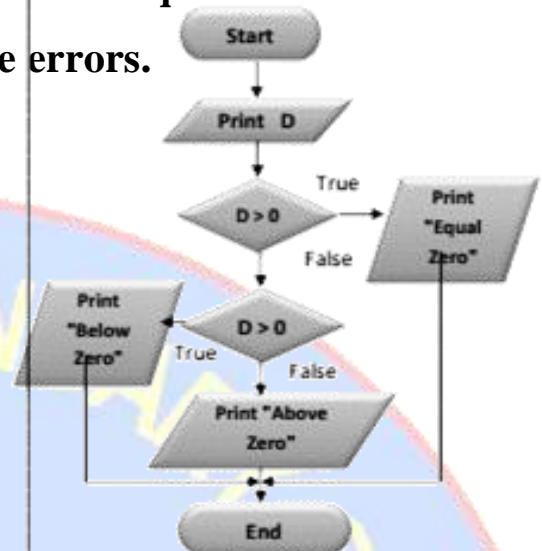 Start
e errors.
Print D
True
D > 0
Print
"Equal
Zero"
False
Print
"Below
Zero"
D > 0
True
False
Print "Above
Zero"
End